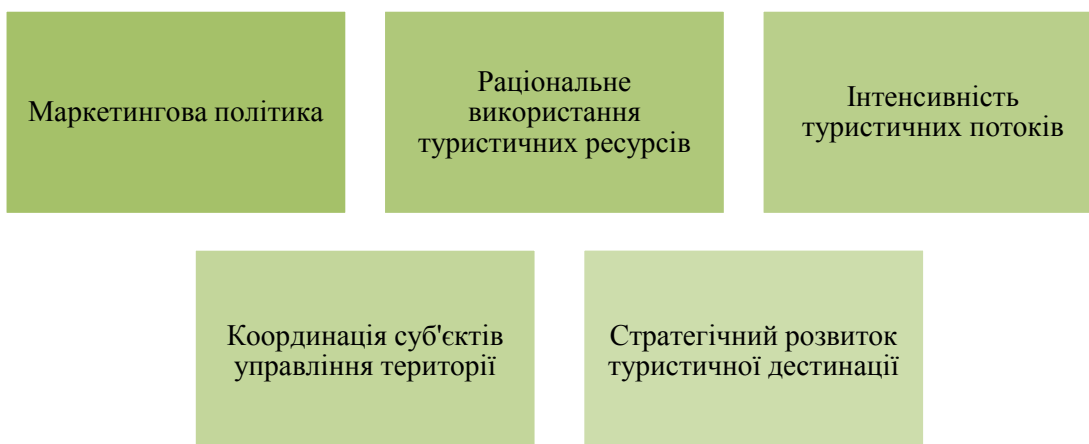 Маркетингова політика
Раціональне
використання
туристичних ресурсів
Інтенсивність
туристичних потоків
Координація суб'єктів
управління території
Стратегічний розвиток
туристичної дестинації